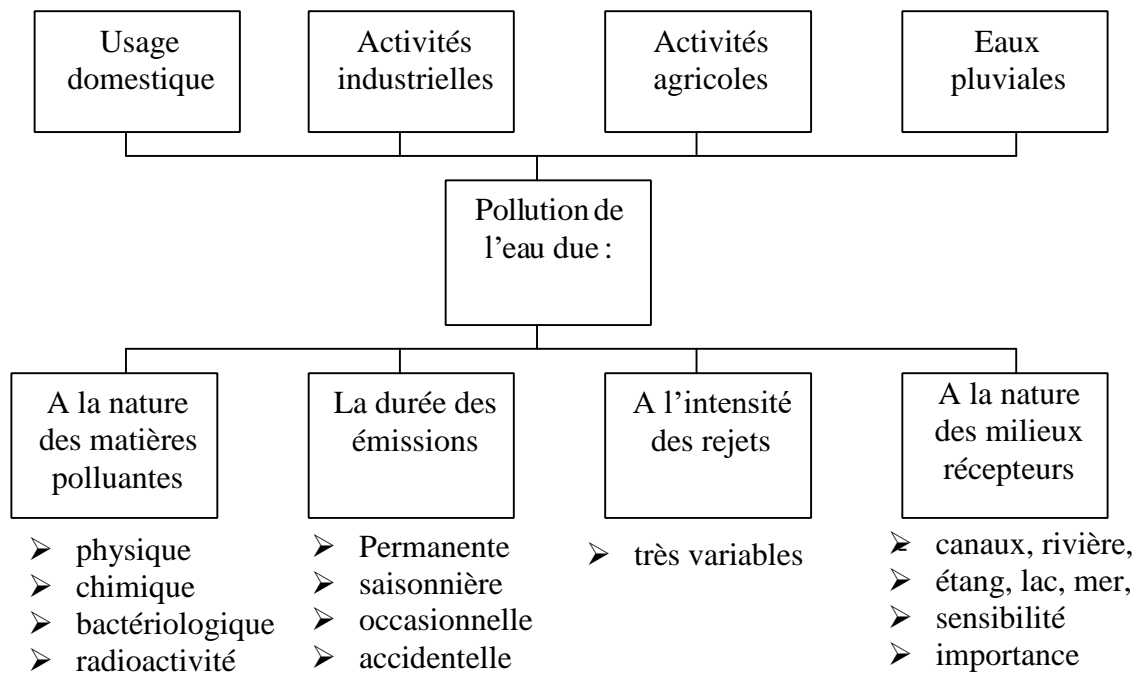 Usage
domestique
Activités
industrielles
Activités
agricoles
Eaux
pluviales
Pollution de
l’eau due :
A la nature
des matières
polluantes
La durée des
émissions
A l’intensité
des rejets
A la nature
des milieux
récepteurs
➢ physique
➢ chimique
➢ bactériologique
➢ radioactivité
➢ Permanente
➢ saisonnière
➢ occasionnelle
➢ accidentelle
➢ très variables
➢ canaux, rivière,
➢ étang, lac, mer,
➢ sensibilité
➢ importance